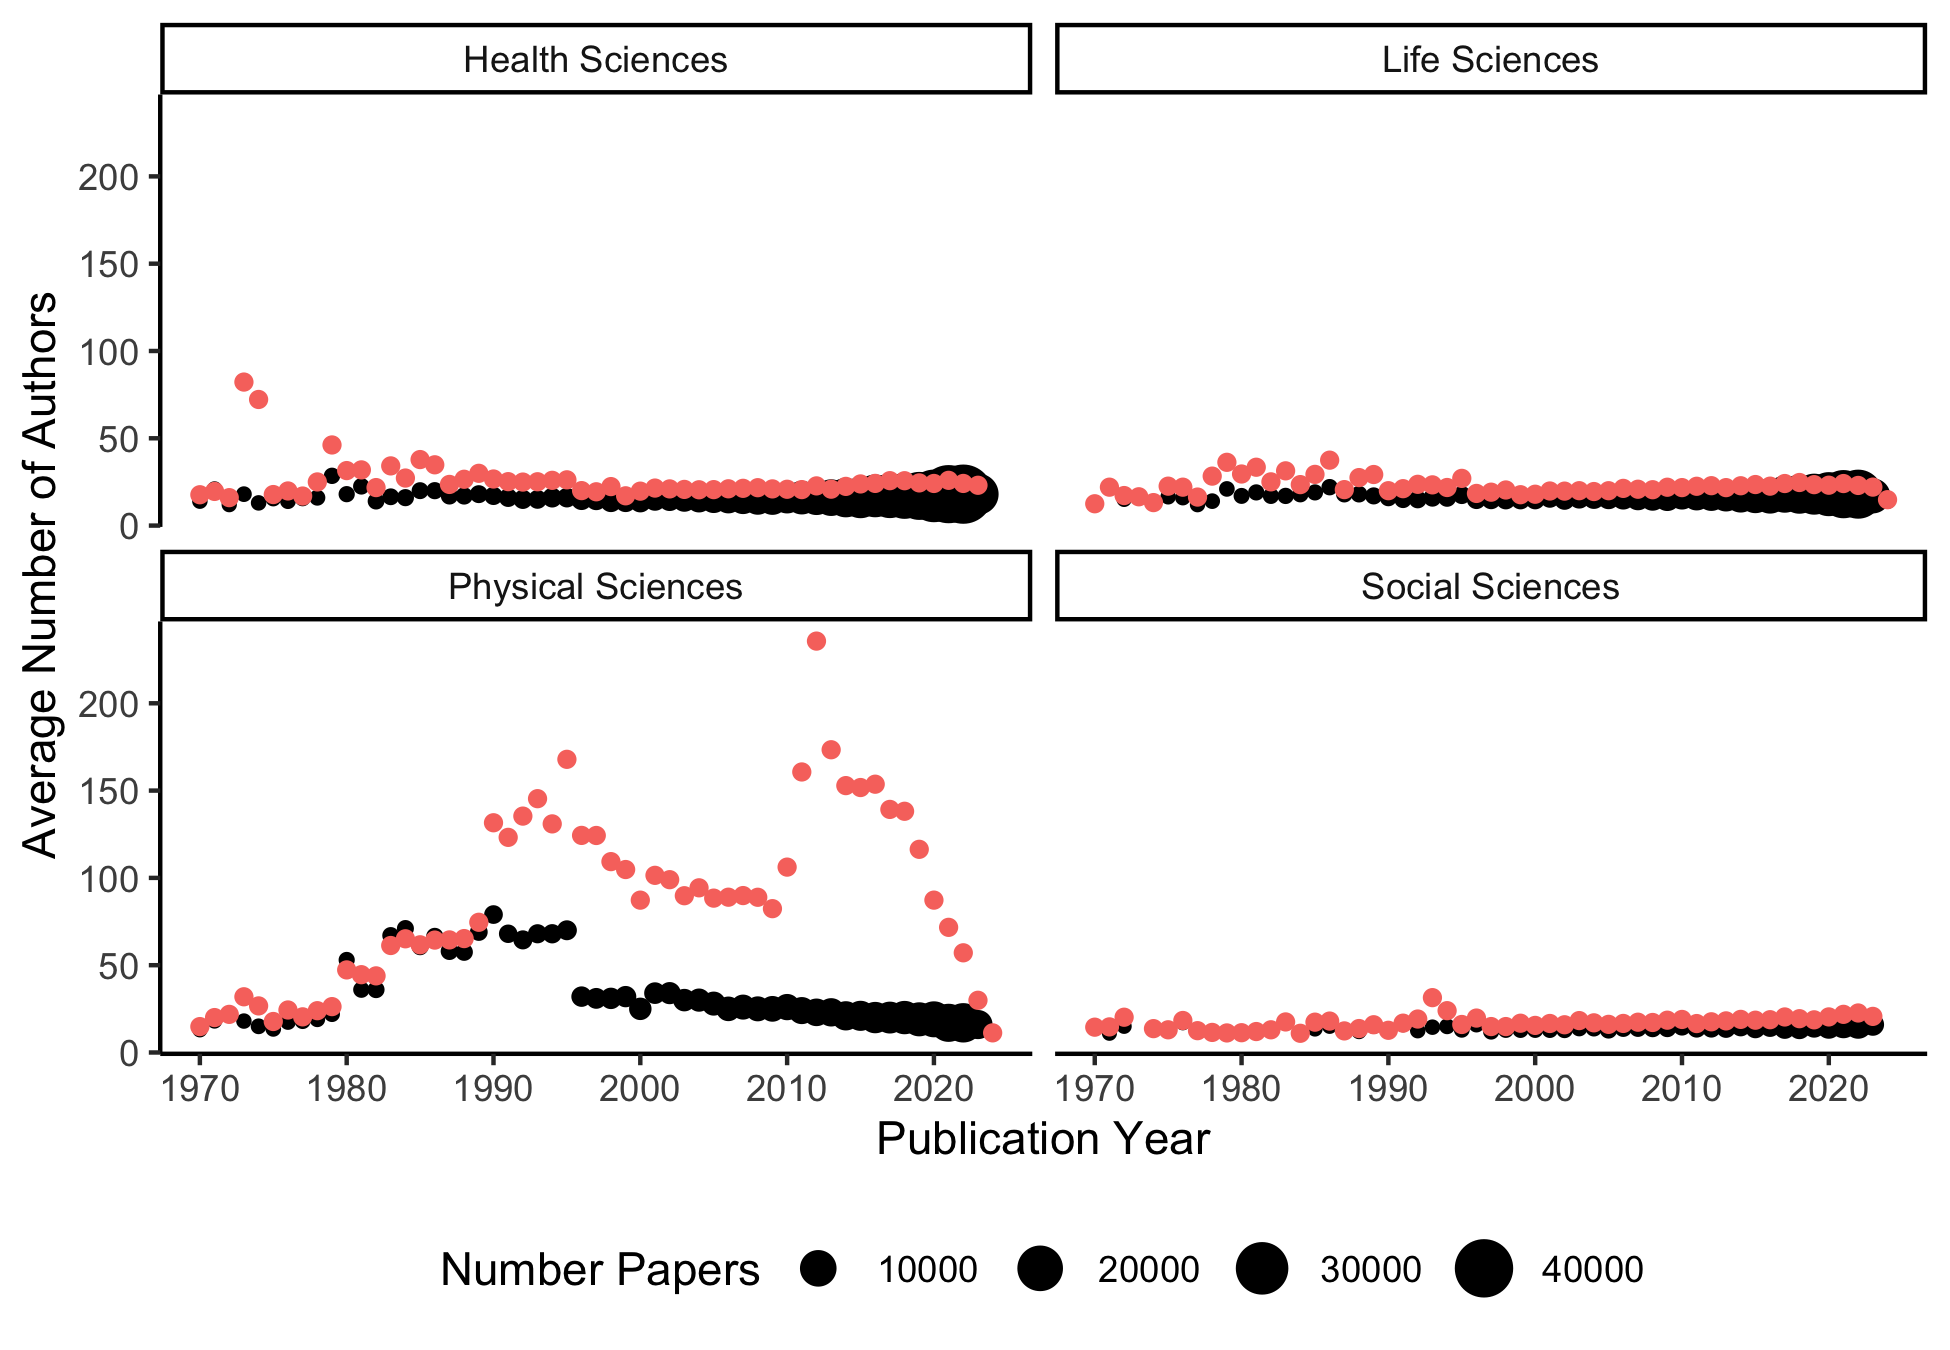 Health Sciences
Life Sciences
200
150
100
50
0
Physical Sciences
Social Sciences
200
150
100
50
0
Average Number of Authors
1970 1980 1990 2000 2010 2020
1970 1980 1990 2000 2010 2020
Publication Year
Number Papers 10000 20000 30000 40000